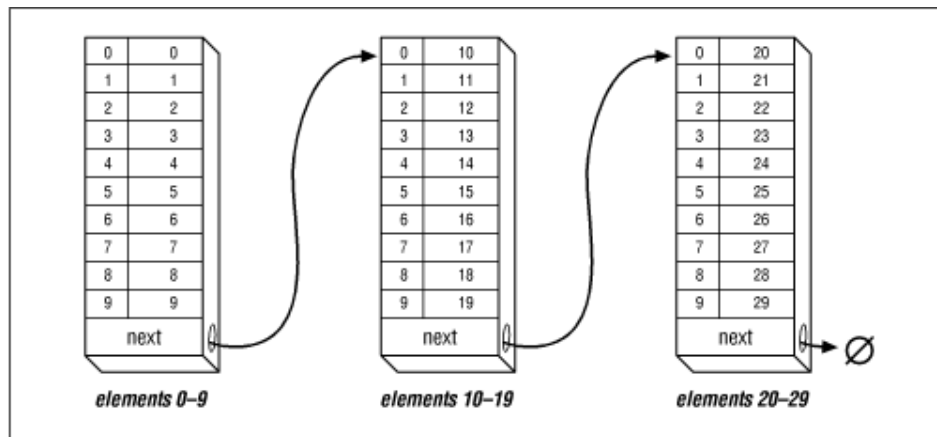 0 0 0 10 0 20
1 1 1 11 1 21
2 2 2 12 2 22
3 3 3 13 3 23
4 4 4 14 4 24
5 5 5 15 5 25
6 6 6 16 6 26
7 7 7 17 7 27
8 8 8 18 8 28
9 9 9 19 9 29
next next next Ø
elements 0–9 elements 10–19 elements 20–29